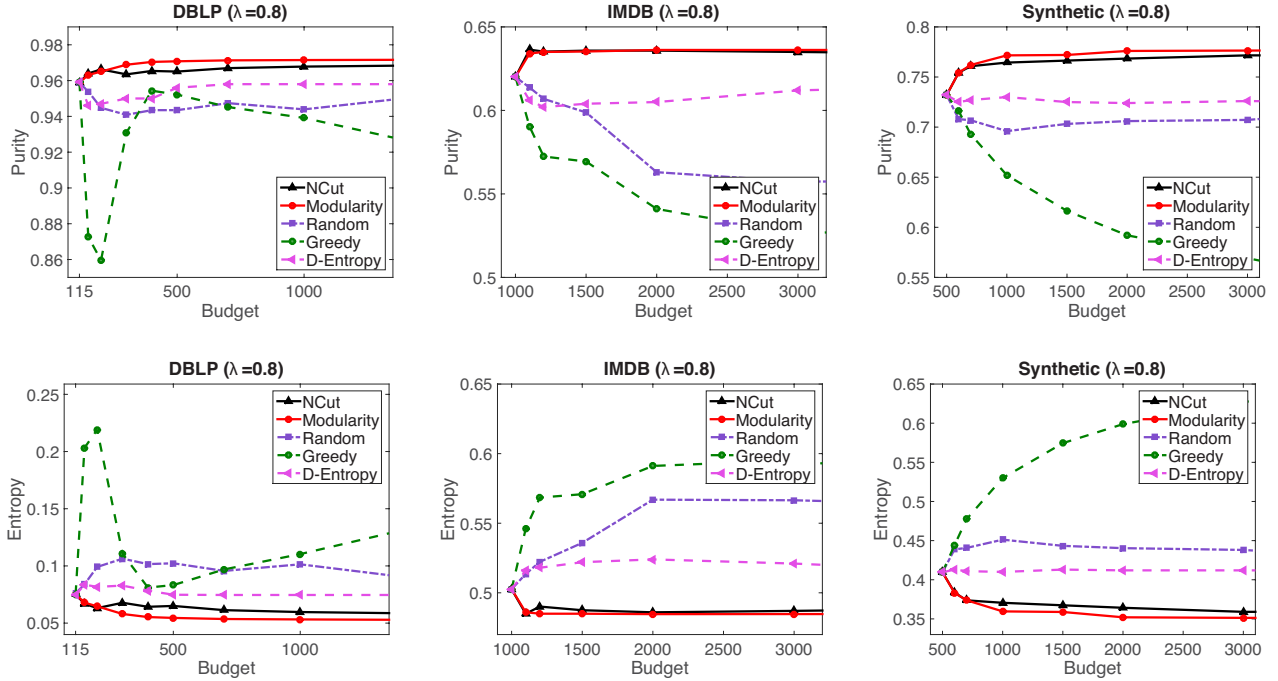 DBLP (λ=0.8)
0.98
0.96
0.94
0.92
0.9
0.88
0.86
Purity
NCut
Modularity
Random
Greedy
D-Entropy
115
500
1000
Budget
IMDB (λ=0.8)
0.65
0.6
0.55
0.5
Purity
NCut
Modularity
Random
Greedy
D-Entropy
1000
1500
2000
2500
3000
Budget
Synthetic (λ=0.8)
0.8
0.75
0.7
0.65
0.6
0.55
Purity
NCut
Modularity
Random
Greedy
D-Entropy
500
1000
1500
2000
2500
3000
Budget
DBLP (λ=0.8)
0.25
0.2
0.15
0.1
0.05
Entropy
NCut
Modularity
Random
Greedy
D-Entropy
115
500
1000
Budget
IMDB (λ=0.8)
0.65
0.6
0.55
0.5
Entropy
NCut
Modularity
Random
Greedy
D-Entropy
1000
1500
2000
2500
3000
Budget
Synthetic (λ=0.8)
0.65
0.6
0.55
0.5
0.45
0.4
0.35
Entropy
NCut
Modularity
Random
Greedy
D-Entropy
500
1000
1500
2000
2500
3000
Budget